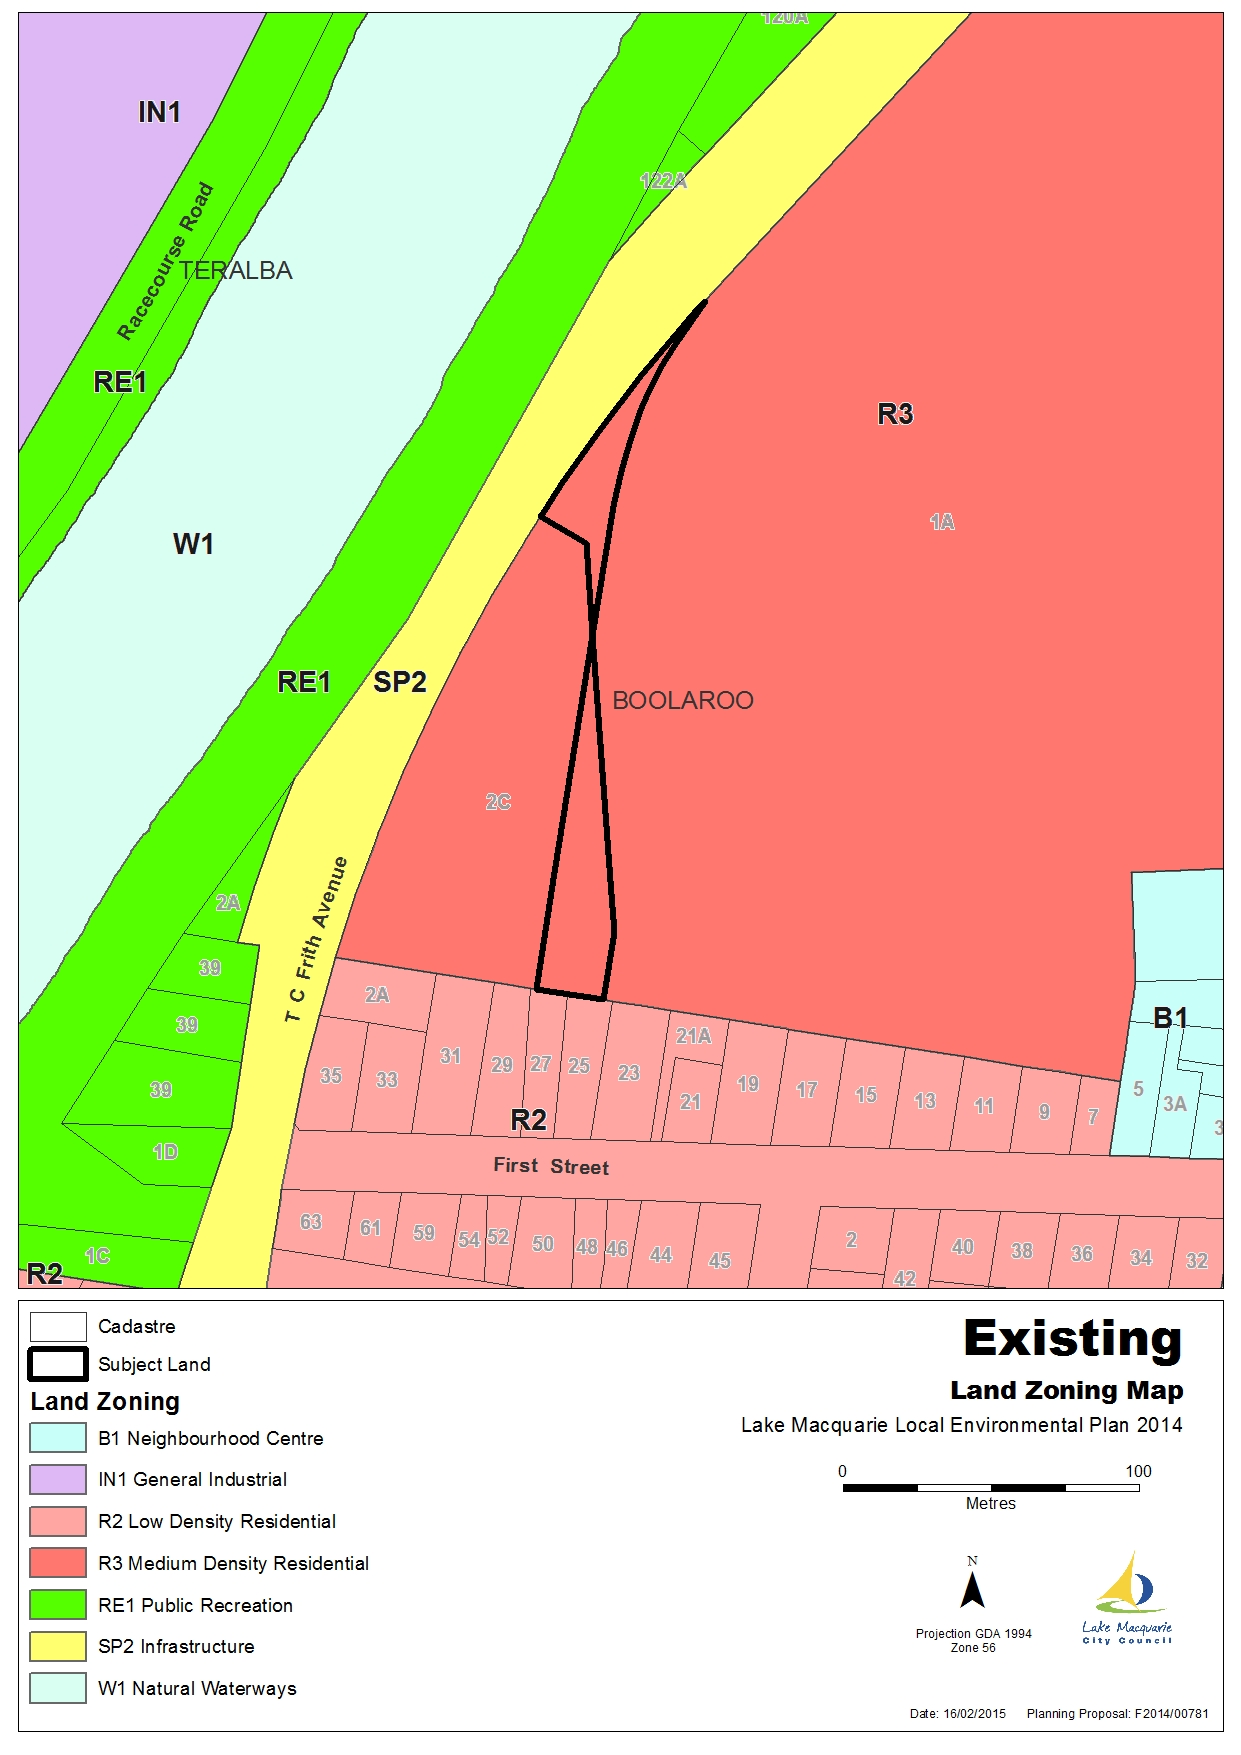 120A
IN1
122A
Racecourse Road
TERALBA
RE1
R3
1A
W1
RE1
SP2
BOOLAROO
2C
T C Frith Avenue
2A
39
39
39
1D
1C
R2
2A
35
33
31
29
27
25
23
21A
21
19
17
15
13
11
9
7
B1
5
3A
3
R2
First Street
63
61
59
54
52
50
48
46
44
45
2
42
40
38
36
34
32
Cadastre
Subject Land
Land Zoning
B1 Neighbourhood Centre
IN1 General Industrial
R2 Low Density Residential
R3 Medium Density Residential
RE1 Public Recreation
SP2 Infrastructure
W1 Natural Waterways
Existing
Land Zoning Map
Lake Macquarie Local Environmental Plan 2014
0 100
Metres
N
Projection GDA 1994
Zone 56
Lake Macquarie
City Council
Date: 16/02/2015 Planning Proposal: F2014/00781